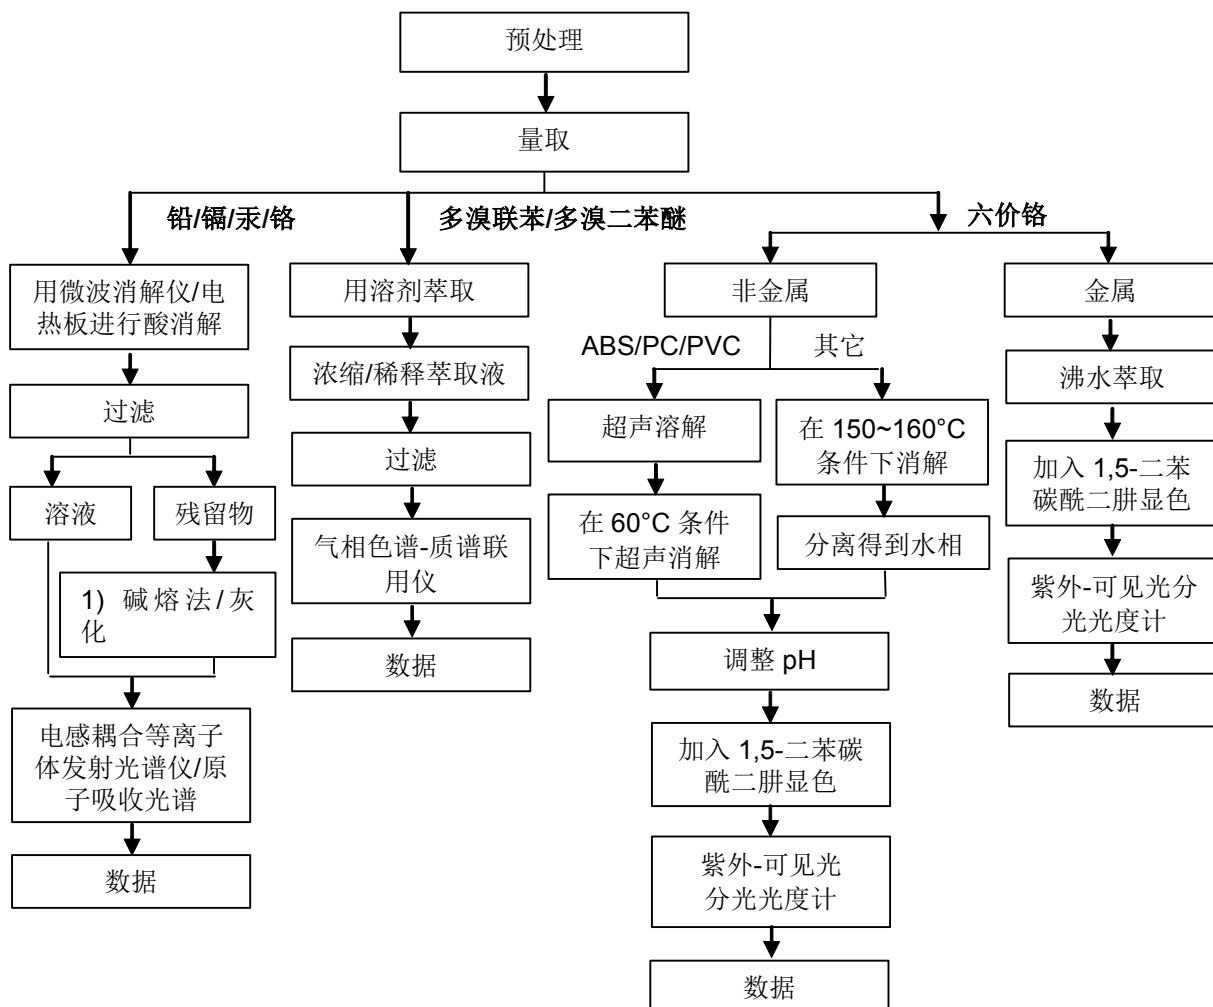 预处理
量取
铅/镉/汞/铬
多溴联苯/多溴二苯醚
六价铬
用微波消解仪/电
热板进行酸消解
过滤
溶液
残留物
1) 碱熔法/灰
化
电感耦合等离子
体发射光谱仪/原
子吸收光谱
数据
用溶剂萃取
浓缩/稀释萃取液
过滤
气相色谱-质谱联
用仪
数据
非金属
ABS/PC/PVC
其它
超声溶解
在 60°C 条件
下超声消解
在 150~160°C
条件下消解
分离得到水相
调整 pH
加入 1,5-二苯碳
酰二肼显色
紫外-可见光
分光光度计
数据
金属
沸水萃取
加入 1,5-二苯
碳酰二肼显色
紫外-可见光分
光光度计
数据